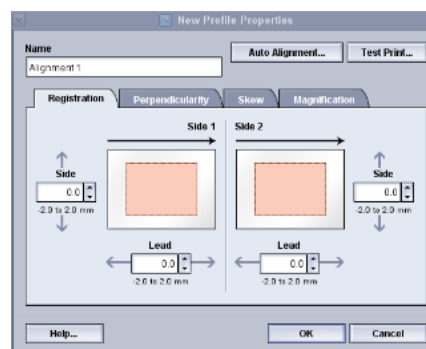 New Profile Properties
Name
Auto Alignment...
Test Print...
Alignment 1
Registration
Perpendicularity
Skew
Magnification
Side 1
Side 2
Side
0.0
-2.0 to 2.0 mm
Side
0.0
-2.0 to 2.0 mm
Lead
0.0
-2.0 to 2.0 mm
Lead
0.0
-2.0 to 2.0 mm
Help...
OK
Cancel